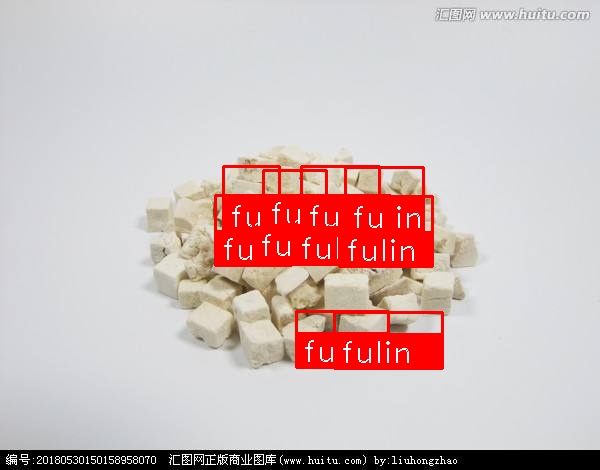 汇图网 www.huitu.com
fu fu fu fu in
fu fu ful fulin
fu fulin
编号:20180530150158958070 汇图网正版商业图库(www.huitu.com) by:liuhongzhao